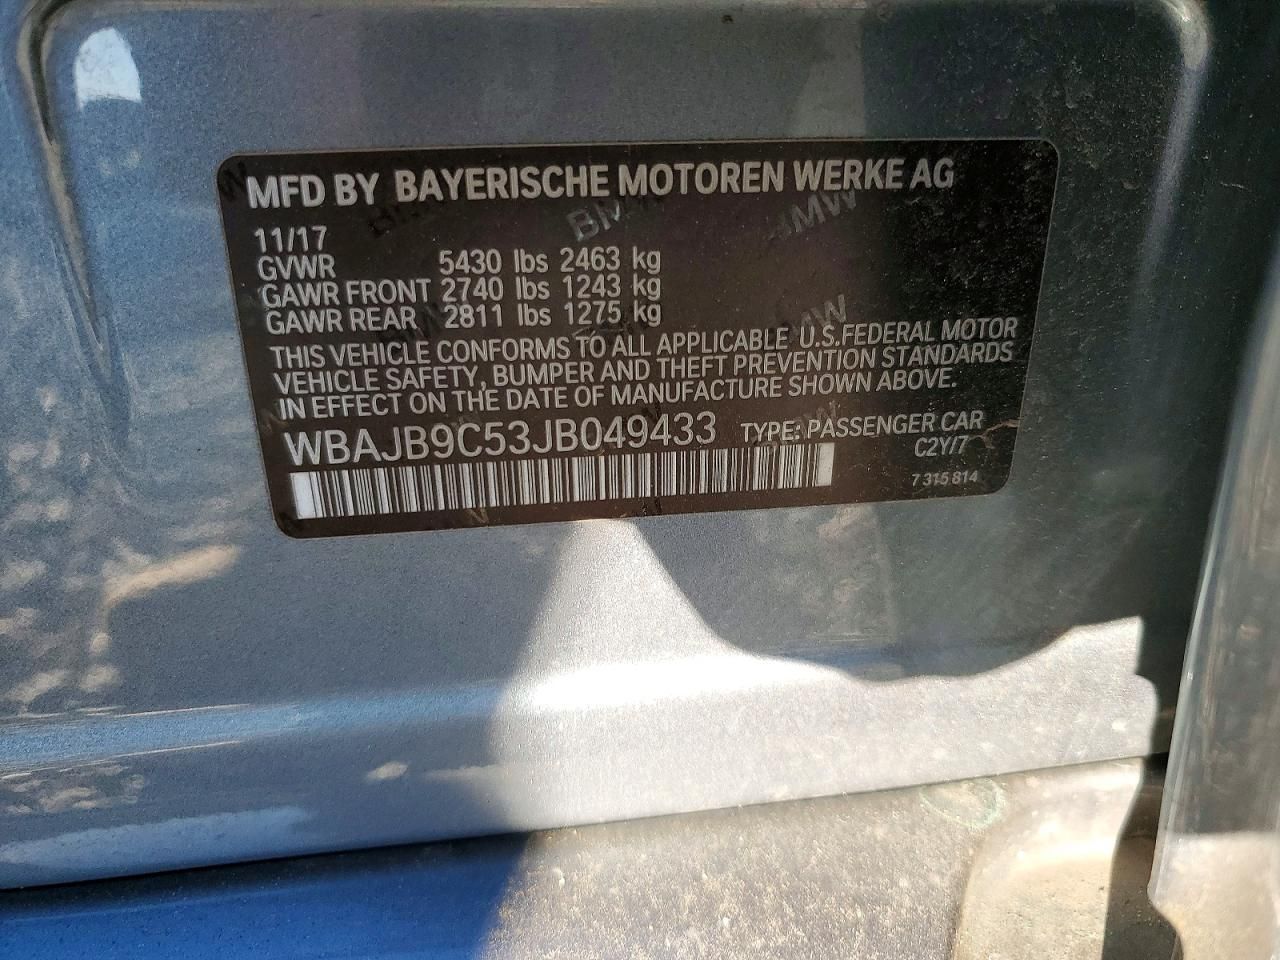 MFD BY BAYERISCHE MOTOREN WERKE AG
11/17
GVWR 5430 lbs 2463 kg
GAWR FRONT 2740 lbs 1243 kg
GAWR REAR 2811 lbs 1275 kg
THIS VEHICLE CONFORMS TO ALL APPLICABLE U.S.FEDERAL MOTOR
VEHICLE SAFETY, BUMPER AND THEFT PREVENTION STANDARDS
IN EFFECT ON THE DATE OF MANUFACTURE SHOWN ABOVE.
WBAJB9C53JB049433 TYPE: PASSENGER CAR
C2Y/7
7 315 814